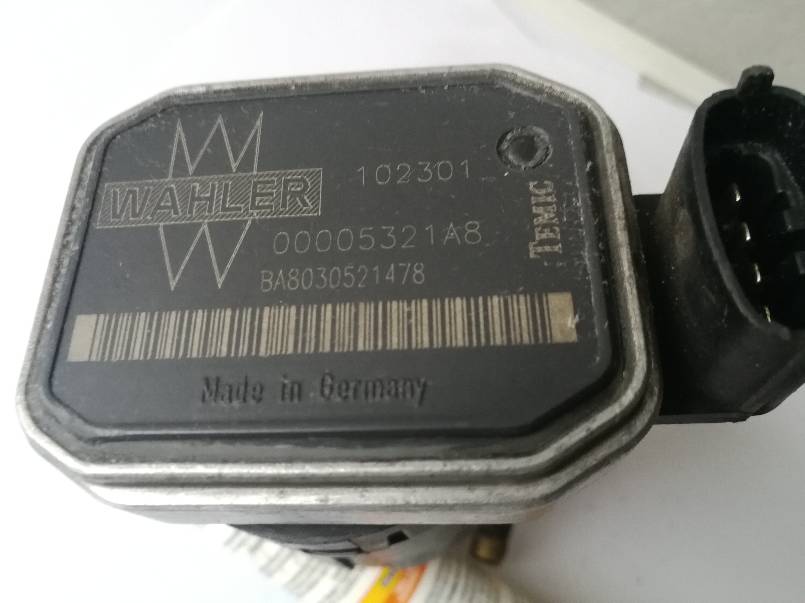 WAHLER
102301
00005321A8
BA8030521478
TEMIC
Made in Germany